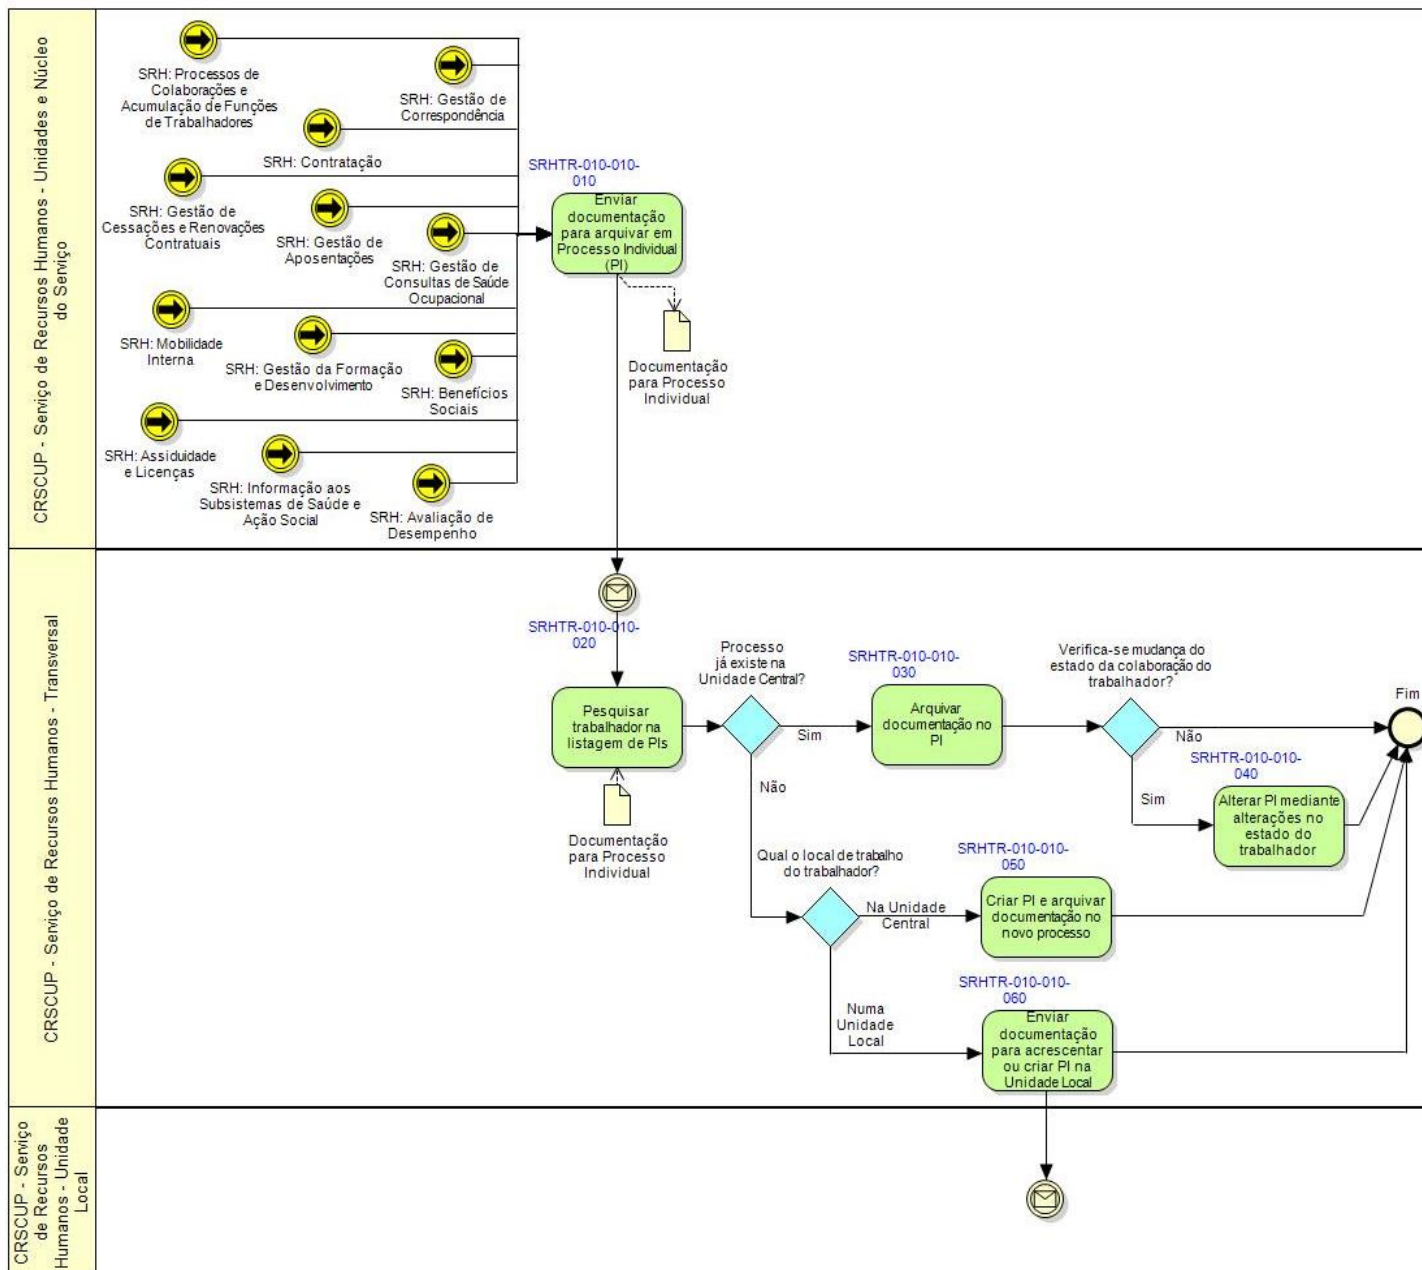 CRSCUP - Serviço de Recursos Humanos - Unidades e Núcleo
do Serviço
SRH: Processos de
Colaborações e
Acumulação de Funções
de Trabalhadores
SRH: Gestão de
Correspondência
SRH: Contratação
SRH: Gestão de
Cessações e Renovações
Contratuais
SRH: Gestão de
Aposentações
SRH: Gestão de
Consultas de Saúde
Ocupacional
SRH: Mobilidade
Interna
SRH: Gestão da Formação
e Desenvolvimento
SRH: Benefícios
Sociais
SRH: Assiduidade
e Licenças
SRH: Informação aos
Subsistemas de Saúde e
Ação Social
SRH: Avaliação de
Desempenho
SRHTR-010-010-
010
Enviar
documentação
para arquivar em
Processo Individual
(PI)
Documentação
para Processo
Individual
CRSCUP - Serviço de Recursos Humanos - Transversal
SRHTR-010-010-
020
Pesquisar
trabalhador na
listagem de PIs
Documentação
para Processo
Individual
Processo
já existe na
Unidade Central?
Sim
Não
SRHTR-010-010-
030
Arquivar
documentação no
PI
Verifica-se mudança do
estado da colaboração do
trabalhador?
Não
Sim
Fim
SRHTR-010-010-
040
Alterar PI mediante
alterações no
estado do
trabalhador
Qual o local de trabalho
do trabalhador?
Na Unidade
Central
Numa
Unidade
Local
SRHTR-010-010-
050
Criar PI e arquivar
documentação no
novo processo
SRHTR-010-010-
060
Enviar
documentação
para acrescentar
ou criar PI na
Unidade Local
CRSCUP - Serviço
de Recursos
Humanos - Unidade
Local